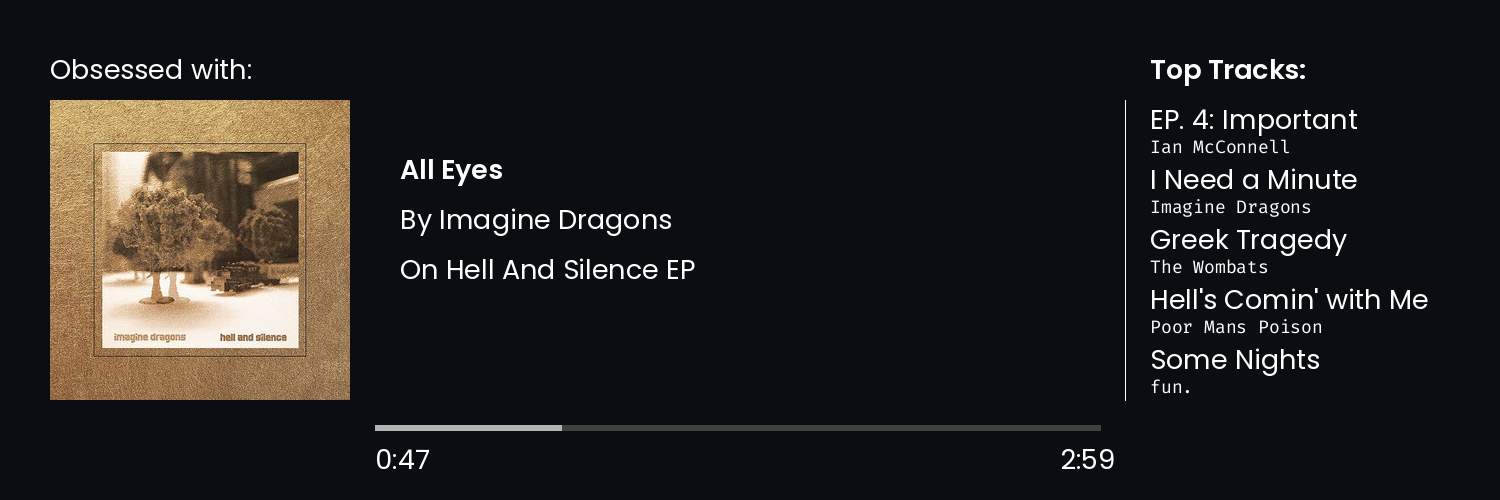 Obsessed with:
imagine dragons
hell and silence
All Eyes
By Imagine Dragons
On Hell And Silence EP
0:47
2:59
Top Tracks:
EP. 4: Important
Ian McConnell
I Need a Minute
Imagine Dragons
Greek Tragedy
The Wombats
Hell's Comin' with Me
Poor Mans Poison
Some Nights
fun.